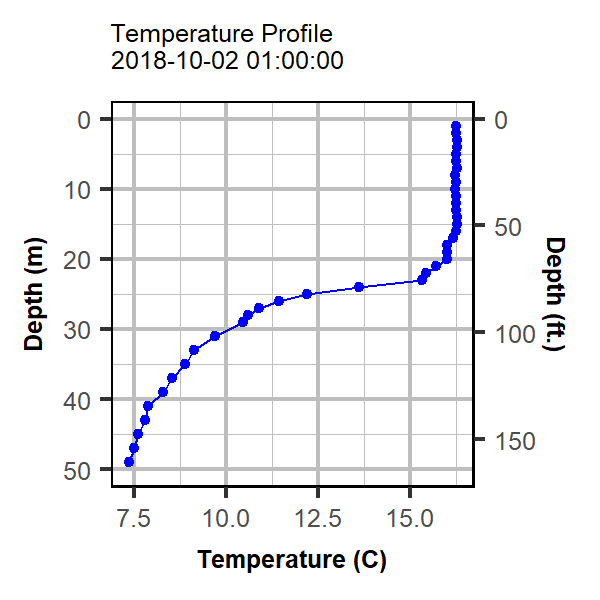 Temperature Profile
2018-10-02 01:00:00
0
10
20
30
40
50
Depth (m)
0
50
100
150
Depth (ft.)
7.5 10.0 12.5 15.0
Temperature (C)